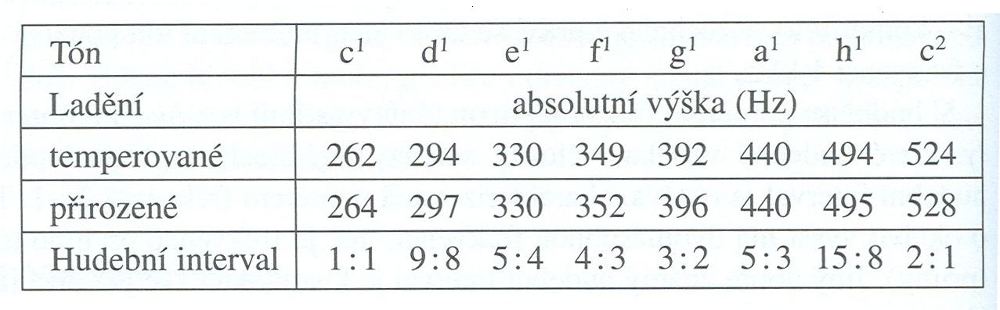 Tón c¹ d¹ e¹ f¹ g¹ a¹ h¹ c²
Ladění absolutní výška (Hz)
temperované 262 294 330 349 392 440 494 524
přirozené 264 297 330 352 396 440 495 528
Hudební interval 1:1 9:8 5:4 4:3 3:2 5:3 15:8 2:1